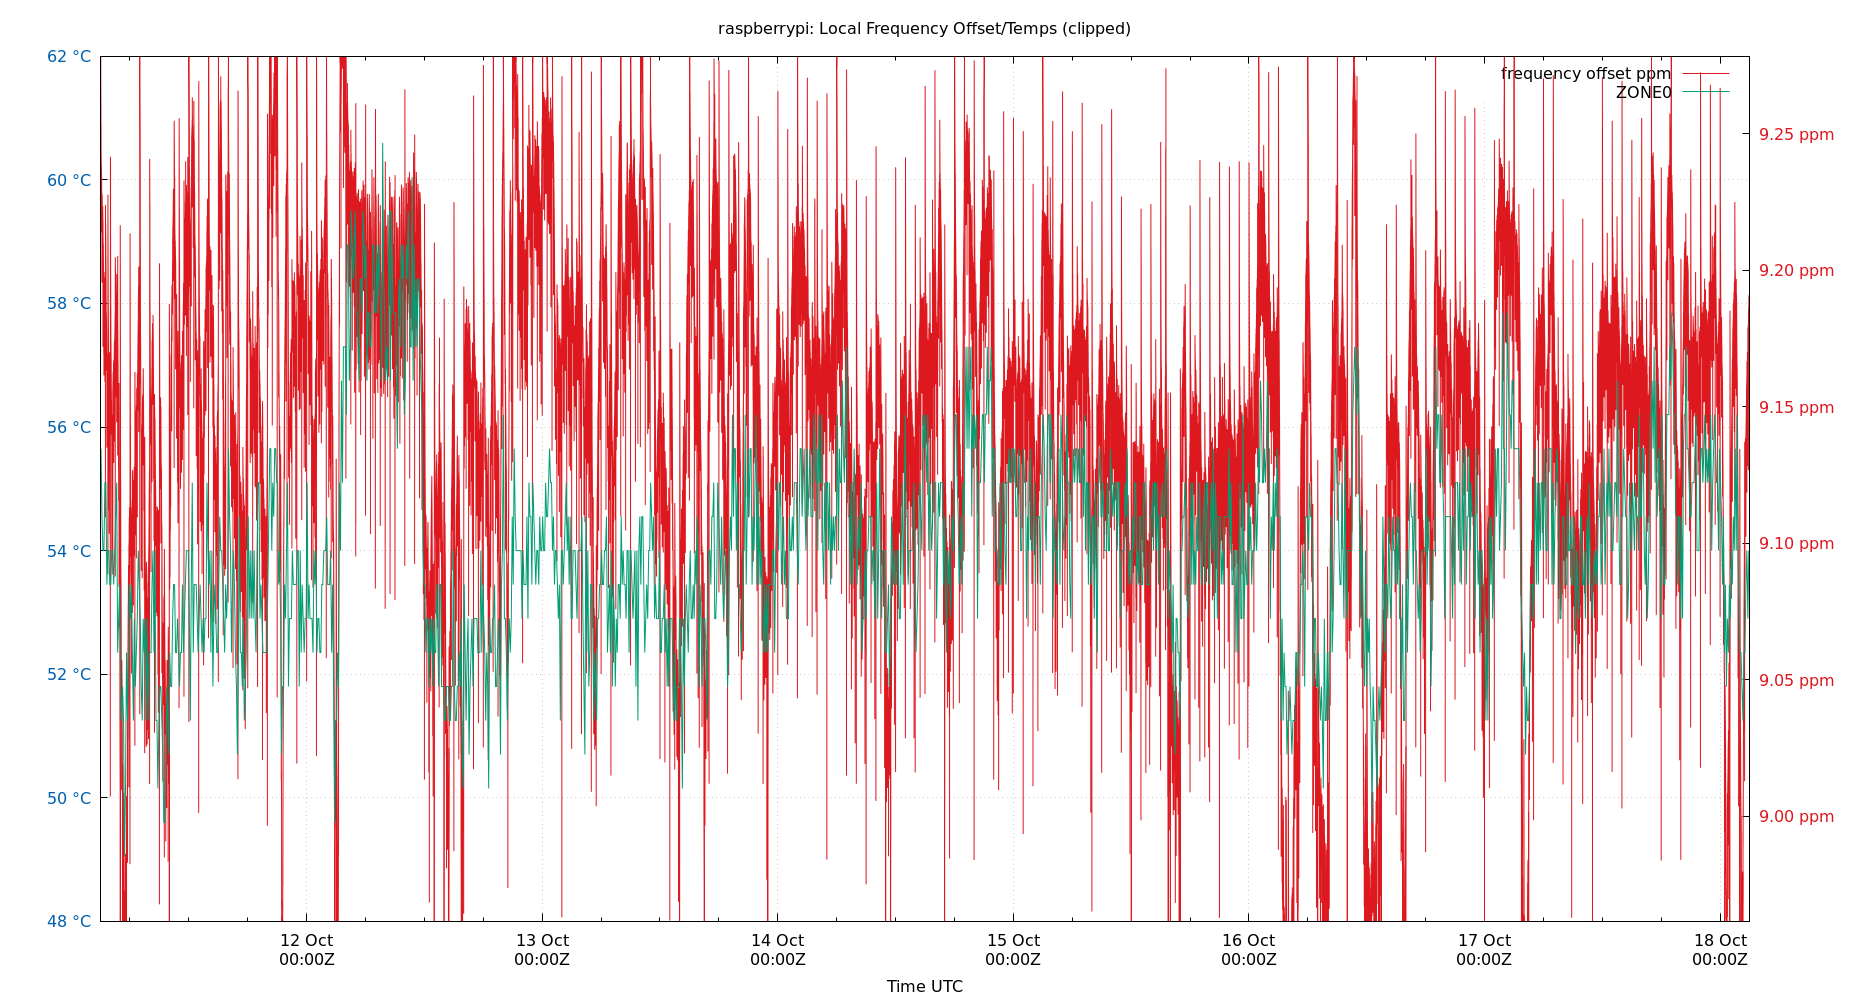 raspberrypi: Local Frequency Offset/Temps (clipped)
62 °C
60 °C
58 °C
56 °C
54 °C
52 °C
50 °C
48 °C
frequency offset ppm
ZONE0
9.25 ppm
9.20 ppm
9.15 ppm
9.10 ppm
9.05 ppm
9.00 ppm
12 Oct 13 Oct 14 Oct 15 Oct 16 Oct 17 Oct 18 Oct
00:00Z 00:00Z 00:00Z 00:00Z 00:00Z 00:00Z 00:00Z
Time UTC